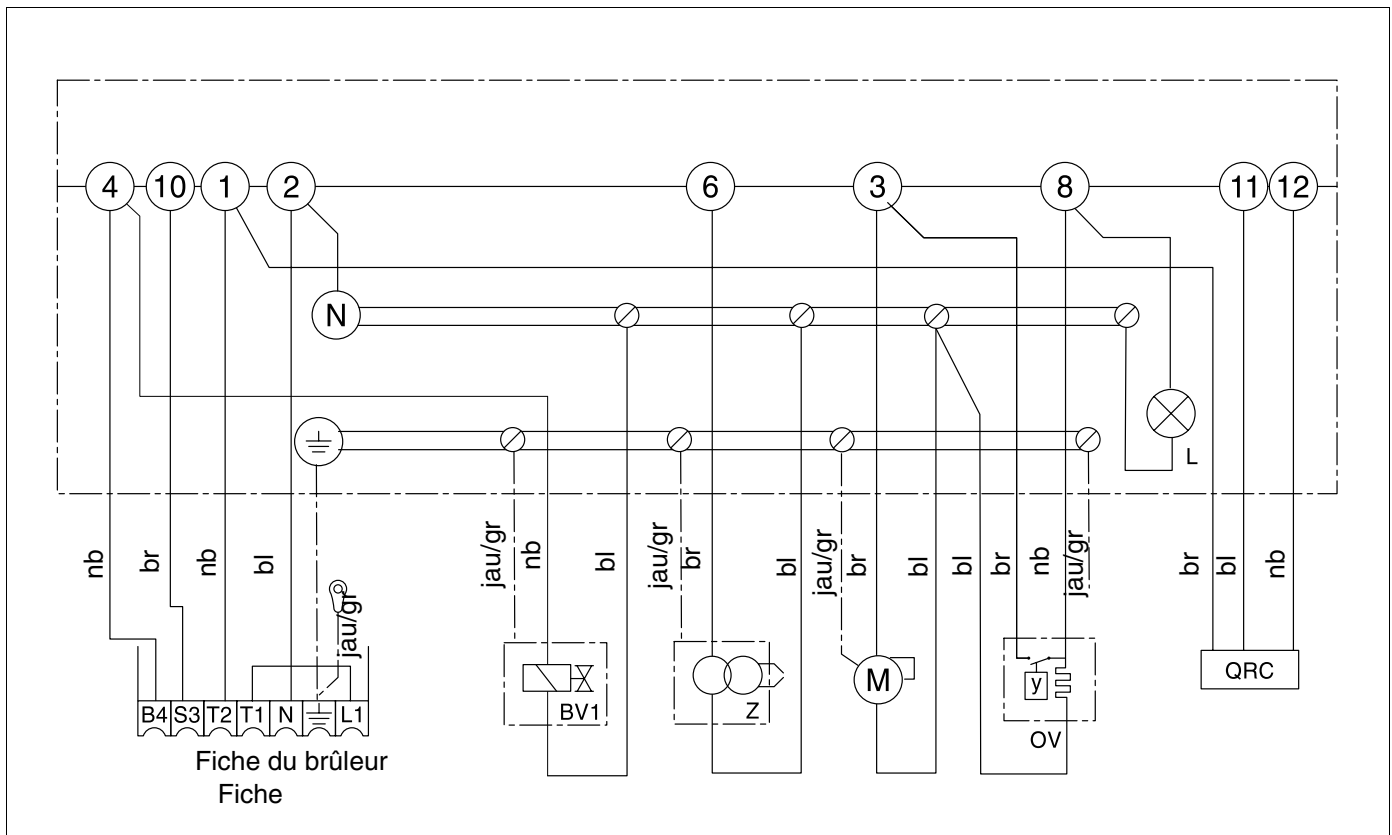 4 10 1 2 6 3 8 11 12
N
L
nb br nb bl jau/gr jau/gr nb bl jau/gr br bl jau/gr br bl bl br nb jau/gr br bl nb
B4 S3 T2 T1 N L1
BV1
Z
M
y
OV
QRC
Fiche du brûleur
Fiche